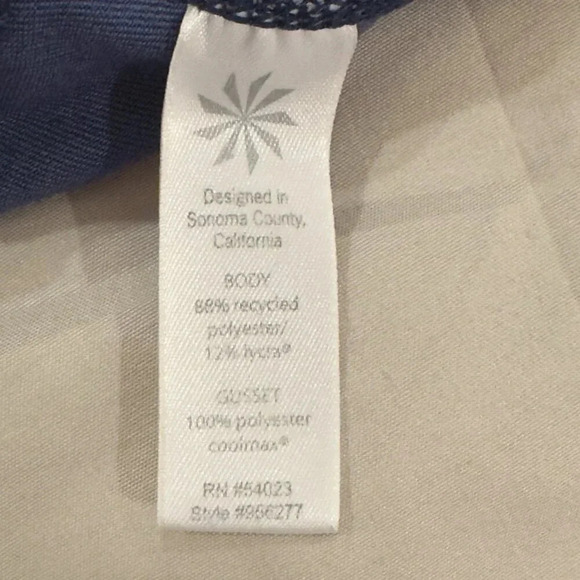 Designed in
Sonoma County,
California
BODY
88% recycled
polyester/
12% lycra®
GUSSET
100% polyester
coolmax®
RN #54023
Style #956277